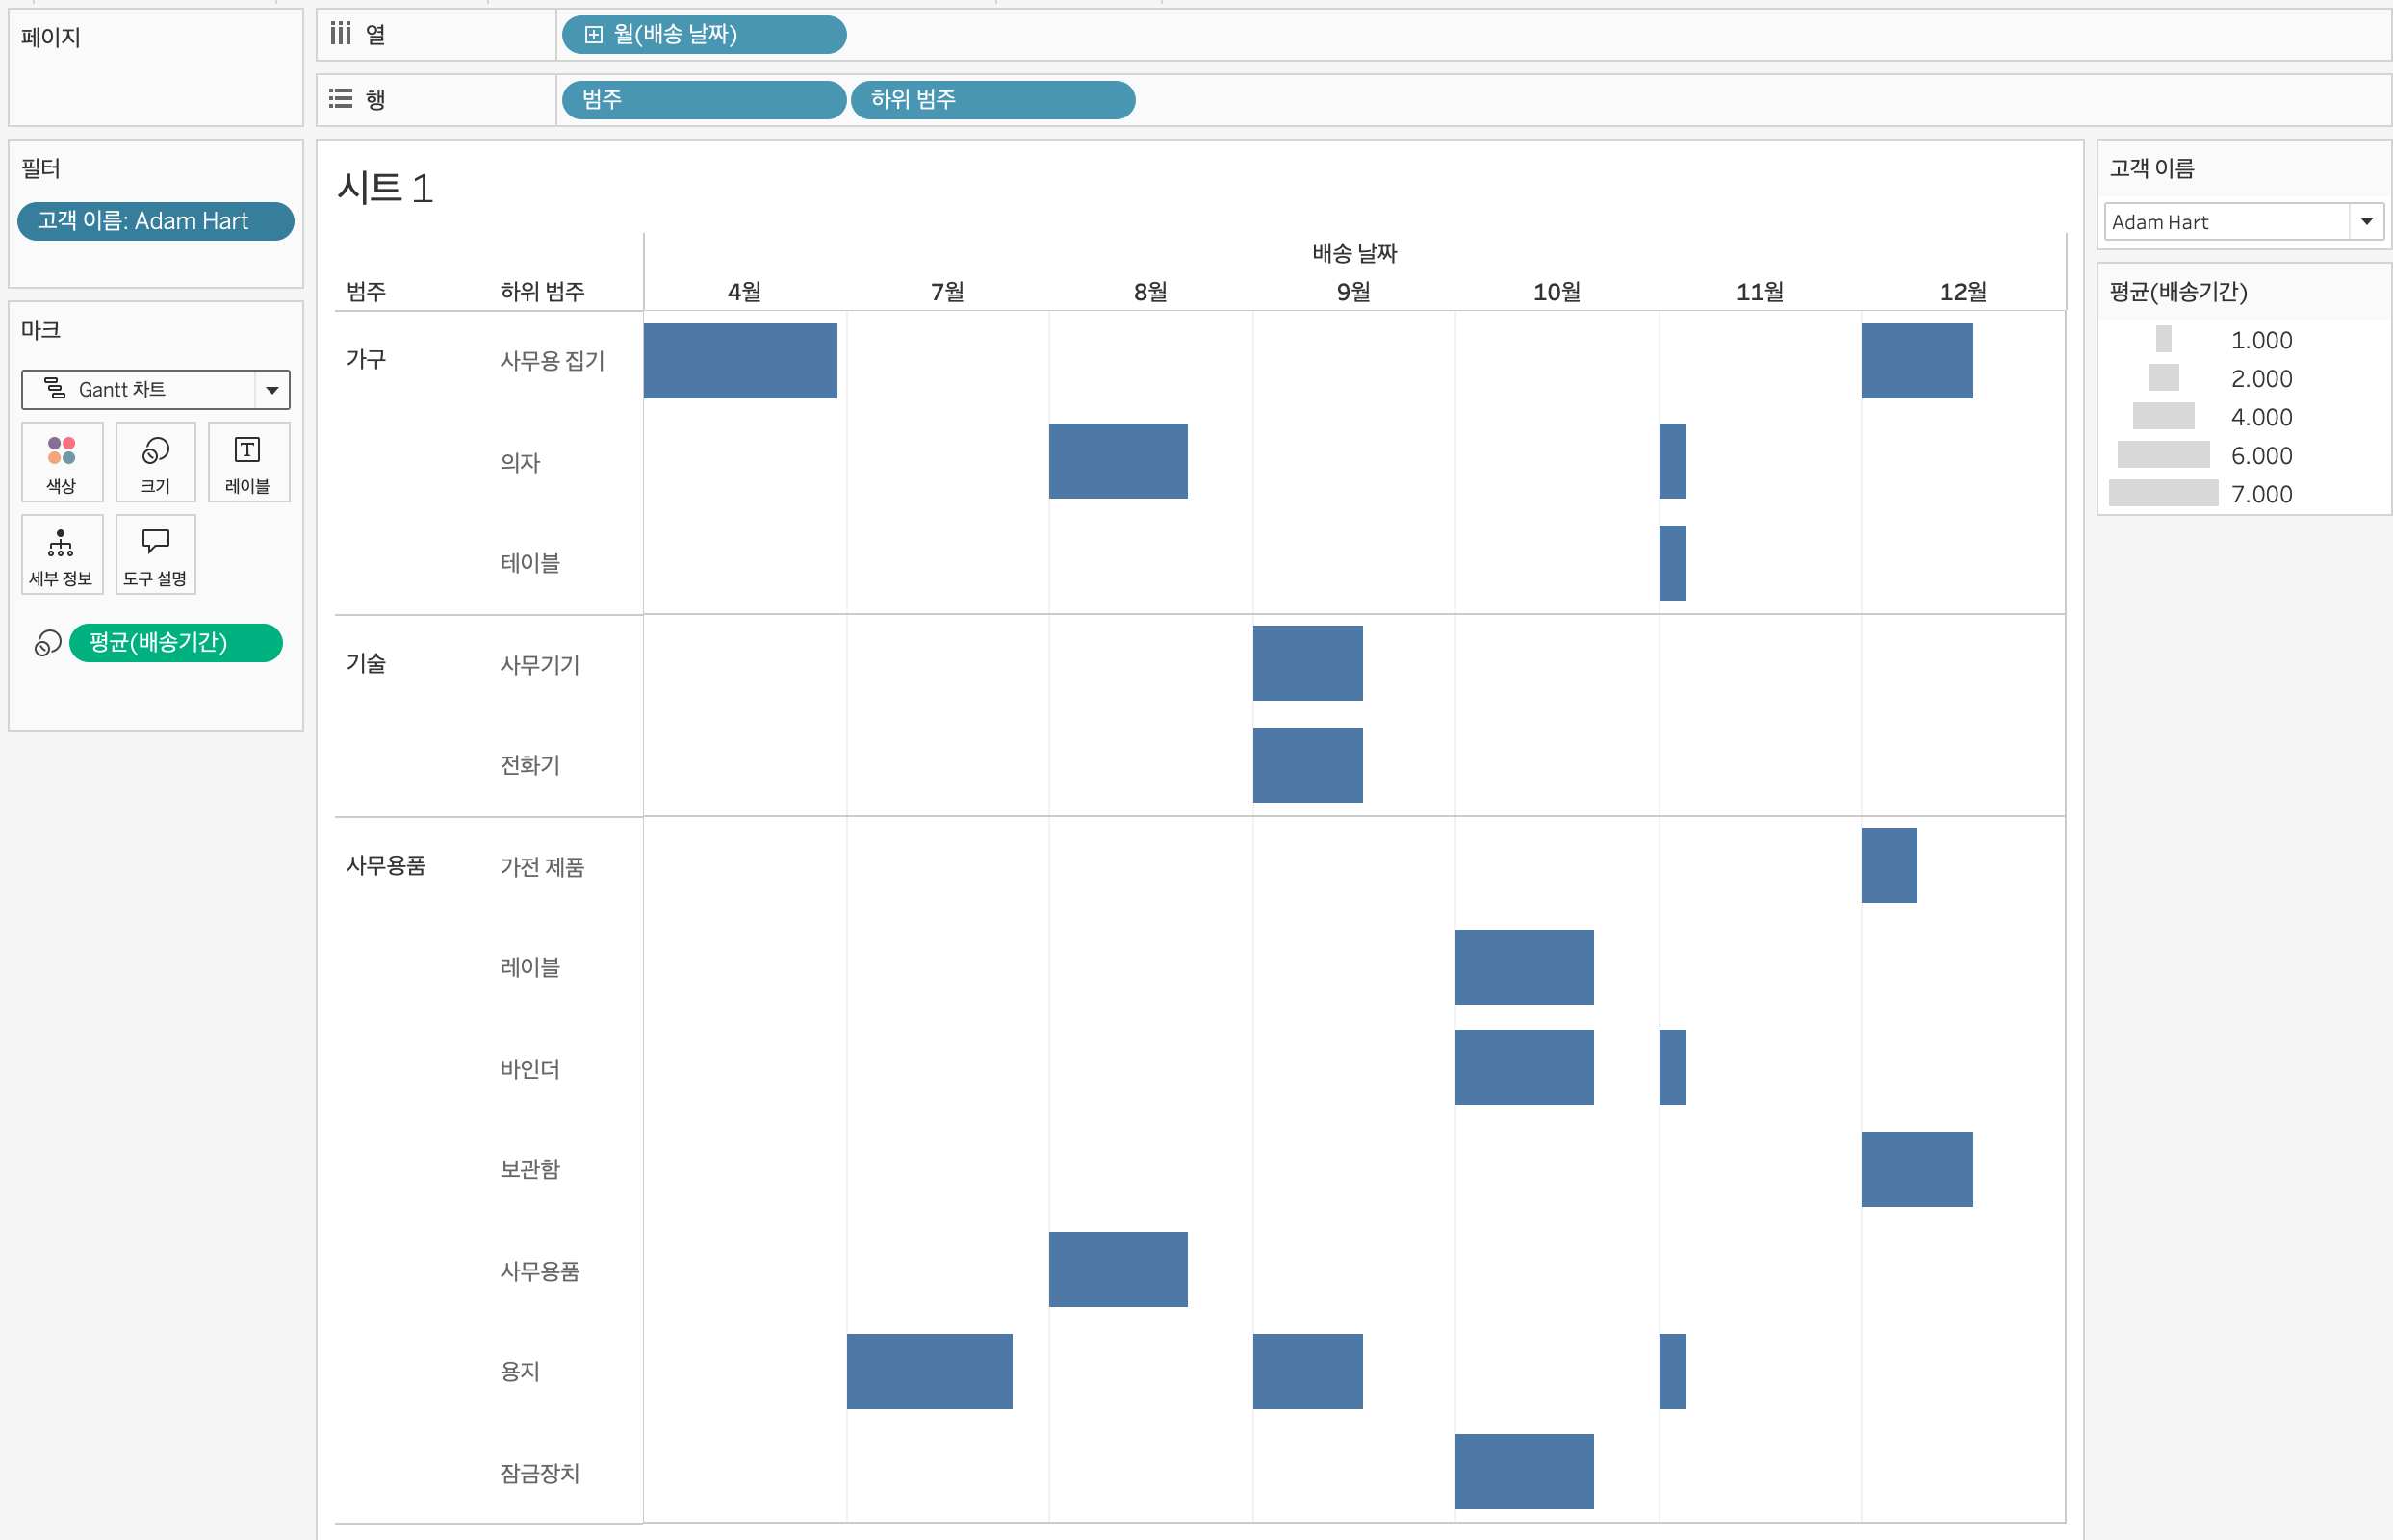 페이지
열
월(배송 날짜)
행
범주
하위 범주
필터
고객 이름: Adam Hart
마크
Gantt 차트
색상
크기
레이블
세부 정보
도구 설명
평균(배송기간)
시트 1
배송 날짜
범주 하위 범주 4월 7월 8월 9월 10월 11월 12월
가구 사무용 집기
의자
테이블
기술 사무기기
전화기
사무용품 가전 제품
레이블
바인더
보관함
사무용품
용지
잠금장치
고객 이름
Adam Hart
평균(배송기간)
1.000
2.000
4.000
6.000
7.000